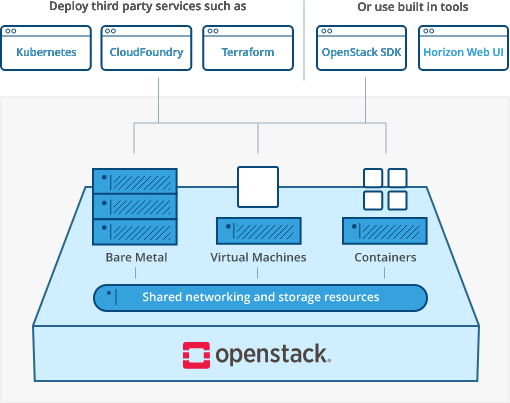 Deploy third party services such as
Or use built in tools
Kubernetes
CloudFoundry
Terraform
OpenStack SDK
Horizon Web UI
Bare Metal
Virtual Machines
Containers
Shared networking and storage resources
openstack.